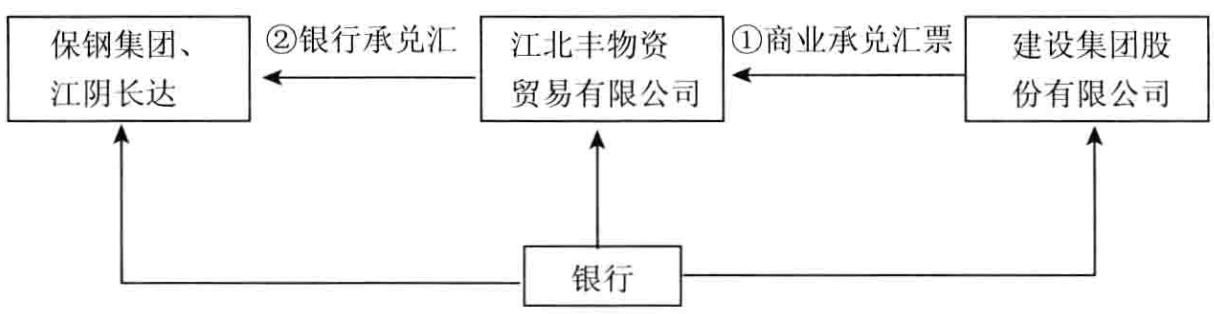 保钢集团、
江阴长达
②银行承兑汇
江北丰物资
贸易有限公司
①商业承兑汇票
建设集团股
份有限公司
银行